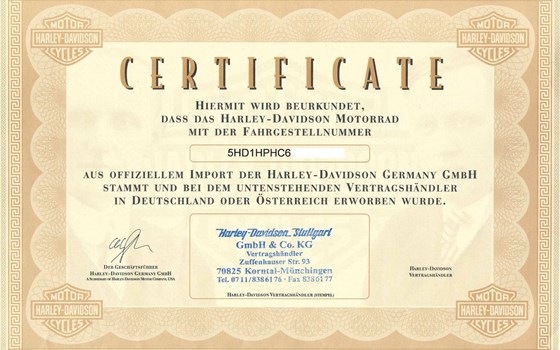 MOTOR
HARLEY-DAVIDSON
CYCLES
MOTOR
HARLEY-DAVIDSON
CYCLES
CERTIFICATE
HIERMIT WIRD BEURKUNDET,
DASS DAS HARLEY-DAVIDSON MOTORRAD
MIT DER FAHRGESTELLNUMMER
5HD1HPHC6
AUS OFFIZIELLEM IMPORT DER HARLEY-DAVIDSON GERMANY GMBH
STAMMT UND BEI DEM UNTENSTEHENDEN VERTRAGSHÄNDLER
IN DEUTSCHLAND ODER ÖSTERREICH ERWORBEN WURDE.
Harley-Davidson Stuttgart
GmbH & Co. KG
Vertragshändler
Zuffenhauser Str. 93
70825 Korntal-Münchingen
Tel. 0711/8386176 · Fax 8386177
DER GESCHÄFTSFÜHRER
HARLEY-DAVIDSON GERMANY GMBH
A SUBSIDIARY OF HARLEY-DAVIDSON MOTOR COMPANY, USA
HARLEY-DAVIDSON VERTRAGSHÄNDLER (STEMPEL)
HARLEY-DAVIDSON
VERTRAGSHÄNDLER
MOTOR
HARLEY-DAVIDSON
CYCLES
MOTOR
HARLEY-DAVIDSON
CYCLES